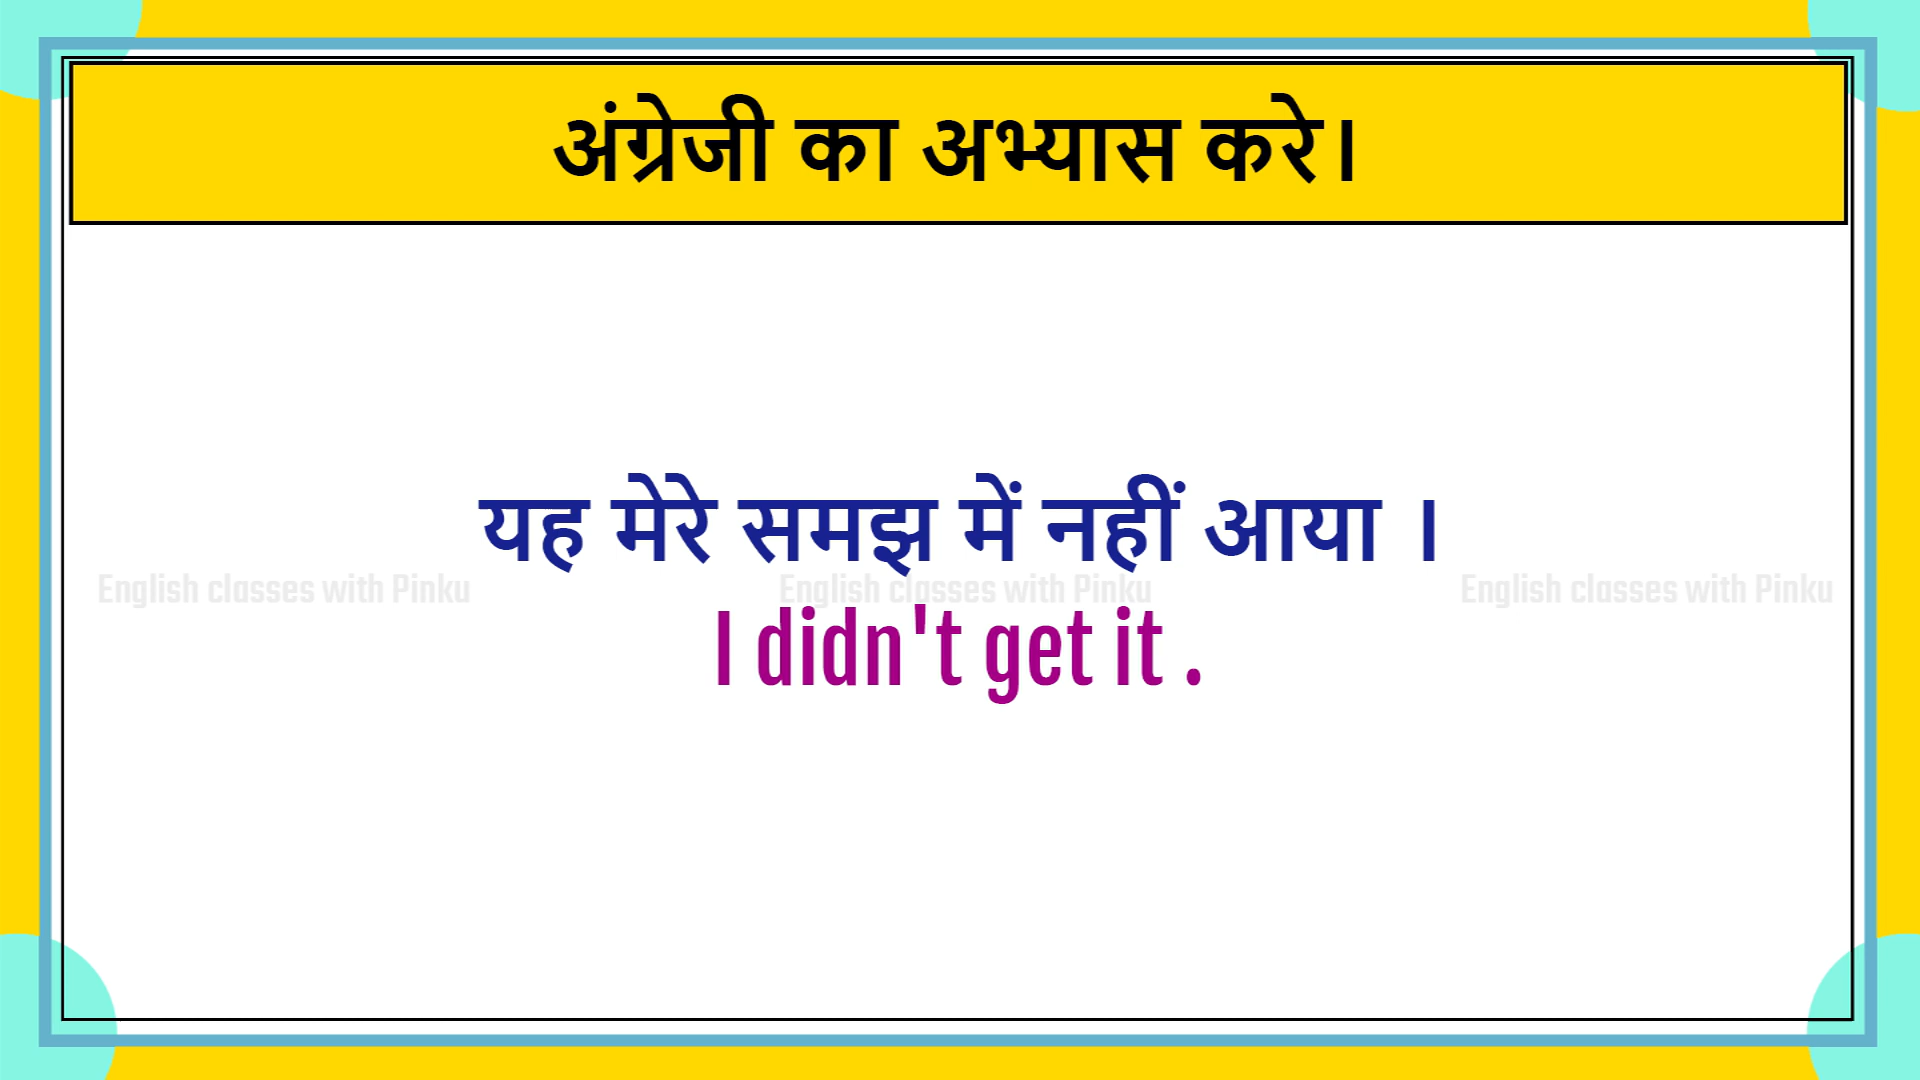 अंग्रेजी का अभ्यास करे।
यह मेरे समझ में नहीं आया ।
English classes with Pinku English classes with Pinku English classes with Pinku
I didn't get it .